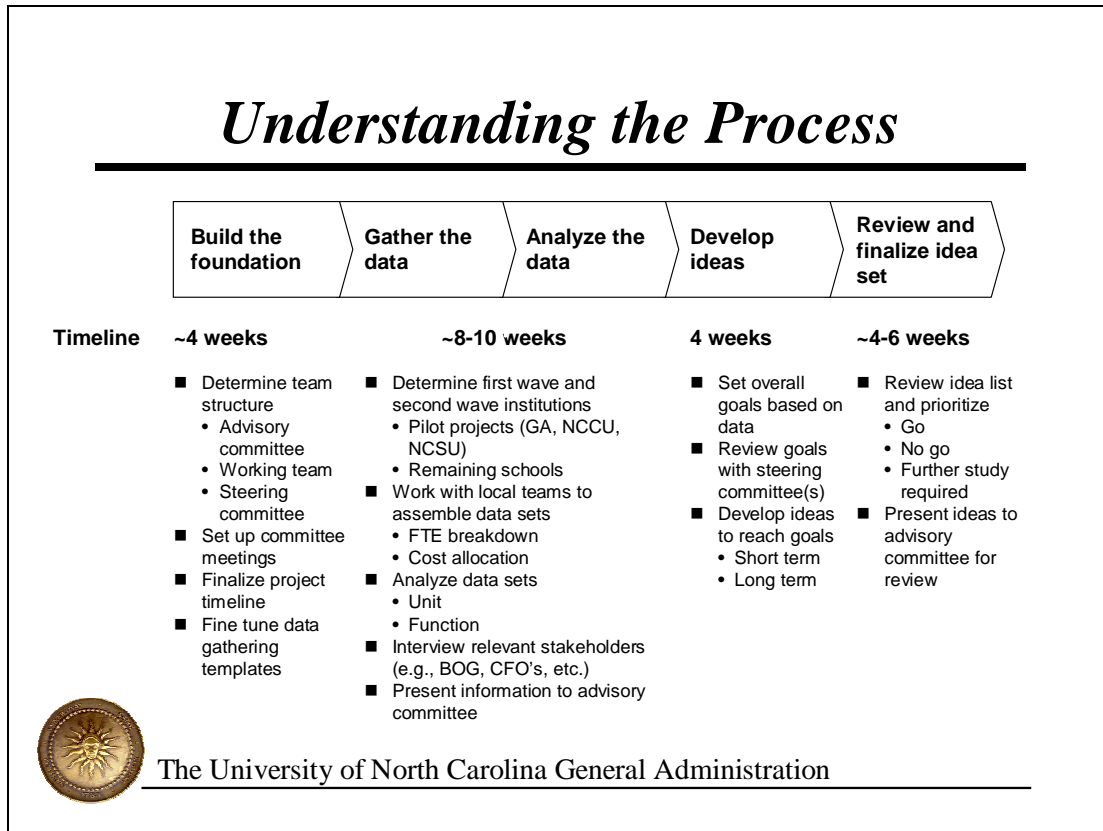 Understanding the Process
Build the
foundation
Gather the
data
Analyze the
data
Develop
ideas
Review and
finalize idea
set
Timeline
~4 weeks
~8-10 weeks
4 weeks
~4-6 weeks
■ Determine team
structure
• Advisory
committee
• Working team
• Steering
committee
■ Set up committee
meetings
■ Finalize project
timeline
■ Fine tune data
gathering
templates
■ Determine first wave and
second wave institutions
• Pilot projects (GA, NCCU,
NCSU)
• Remaining schools
■ Work with local teams to
assemble data sets
• FTE breakdown
• Cost allocation
■ Analyze data sets
• Unit
• Function
■ Interview relevant stakeholders
(e.g., BOG, CFO’s, etc.)
■ Present information to advisory
committee
■ Set overall
goals based on
data
■ Review goals
with steering
committee(s)
■ Develop ideas
to reach goals
• Short term
• Long term
■ Review idea list
and prioritize
• Go
• No go
• Further study
required
■ Present ideas to
advisory
committee for
review
The University of North Carolina General Administration